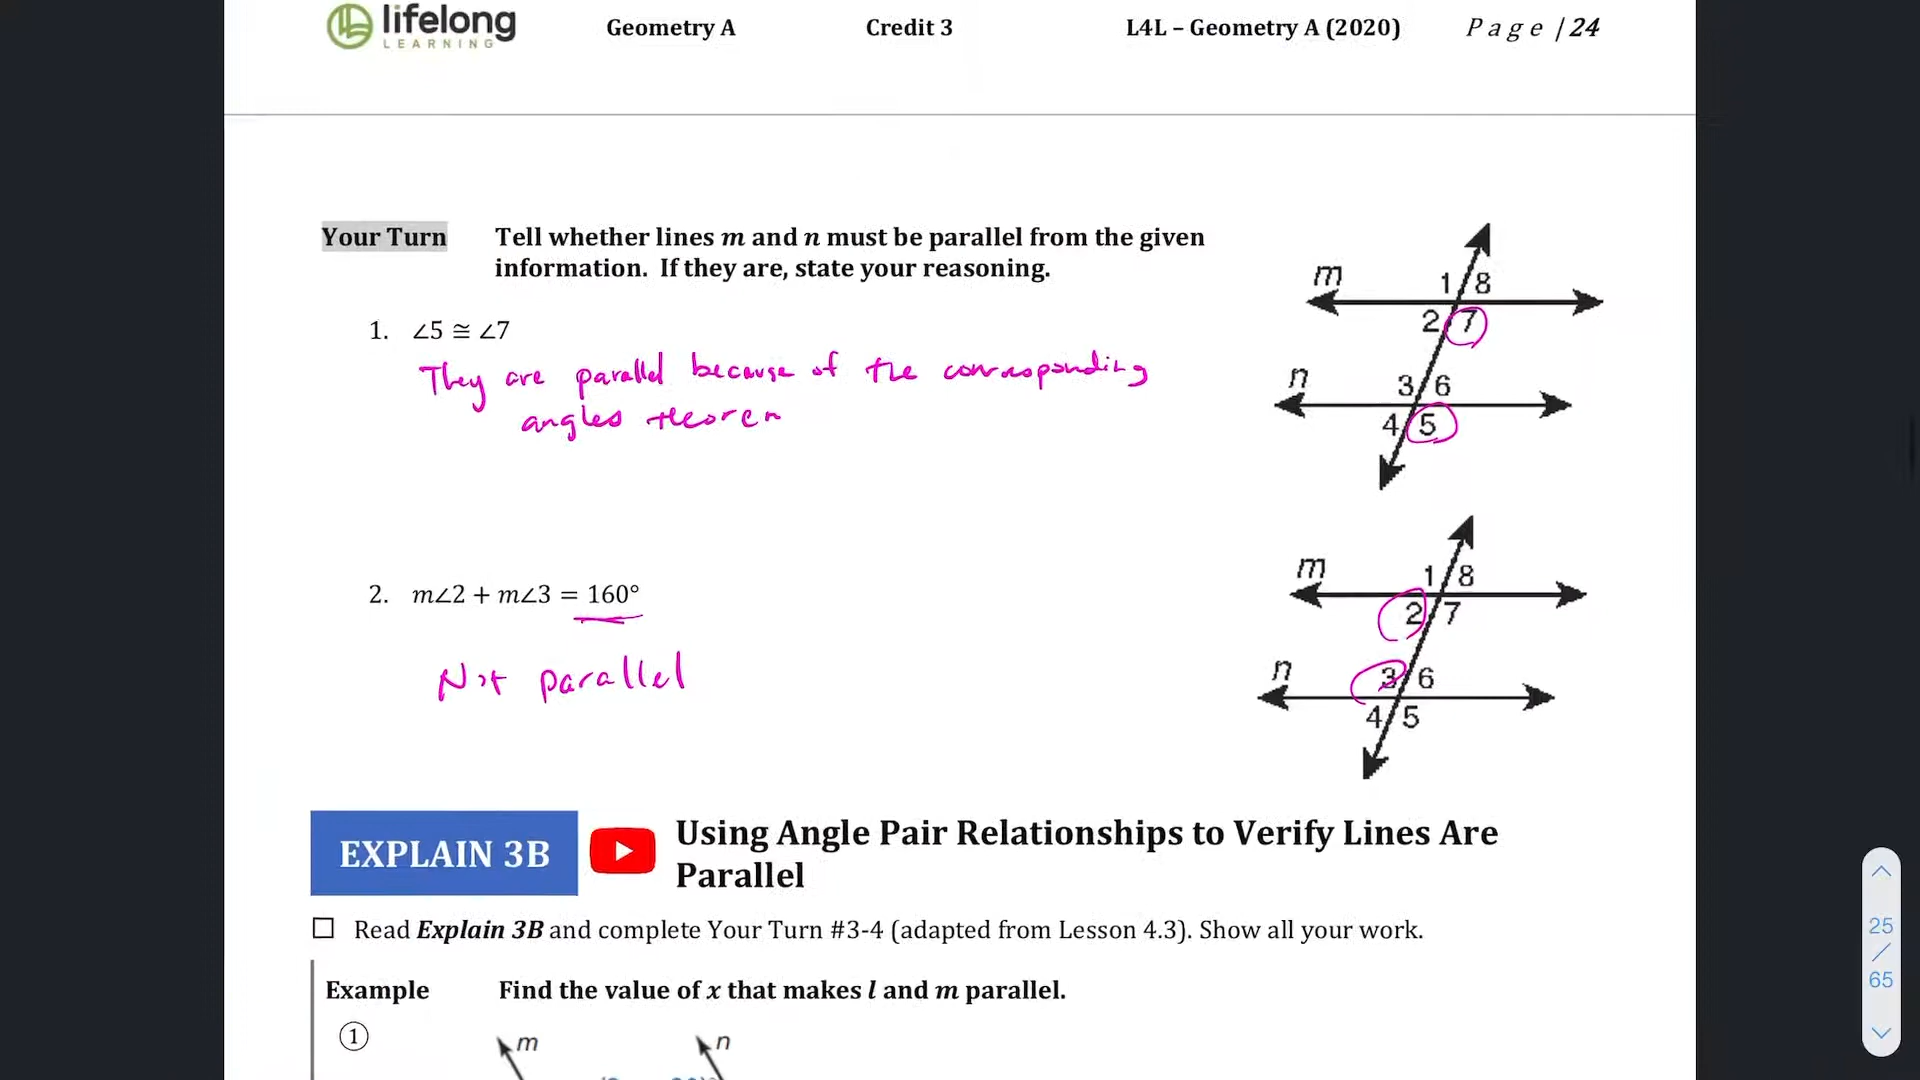 lifelong
LEARNING
Geometry A Credit 3 L4L – Geometry A (2020) Page | 24
Your Turn Tell whether lines m and n must be parallel from the given
information. If they are, state your reasoning.
1. ∠5 ≅ ∠7
They are parallel because of the corresponding
angles theorem
m
1 8
2 7
n
3 6
4 5
2. m∠2 + m∠3 = 160°
Not parallel
m
1 8
2 7
n
3 6
4 5
EXPLAIN 3B
Using Angle Pair Relationships to Verify Lines Are
Parallel
☐ Read Explain 3B and complete Your Turn #3-4 (adapted from Lesson 4.3). Show all your work.
Example Find the value of x that makes l and m parallel.
①
m n
25
/
65